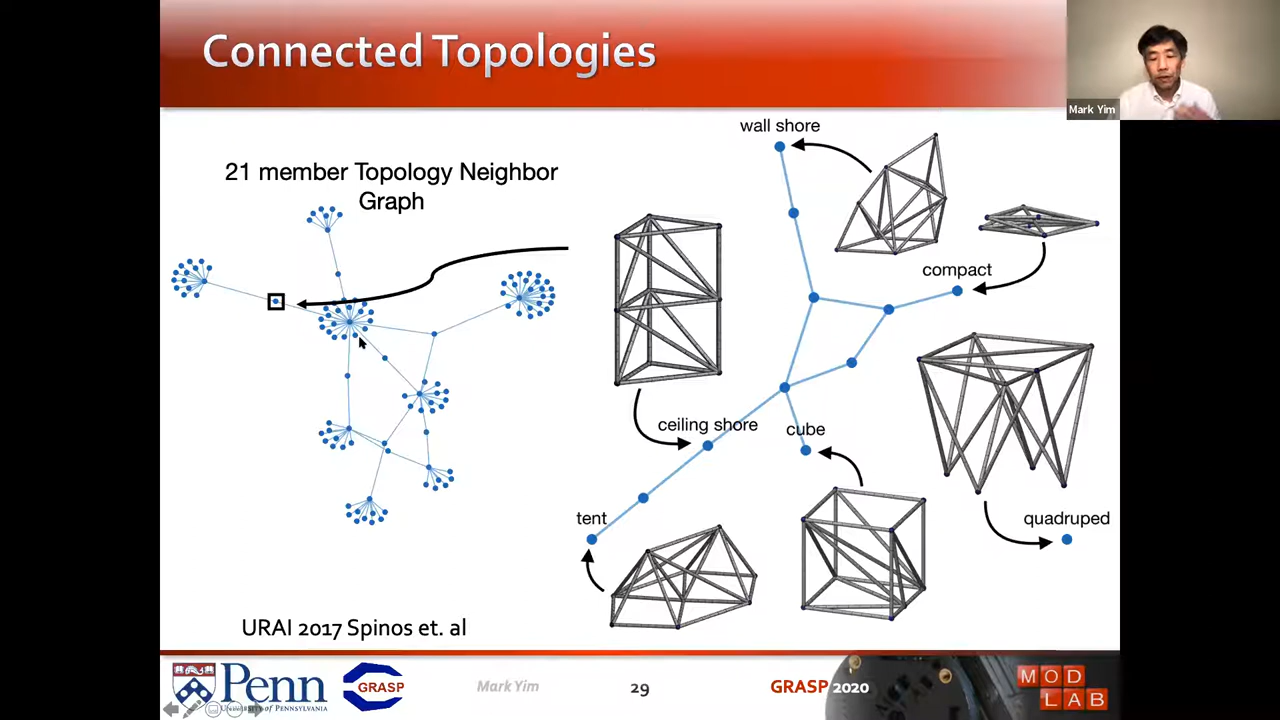 Connected Topologies
Mark Yim
21 member Topology Neighbor
Graph
wall shore
compact
ceiling shore
cube
tent
quadruped
URAI 2017 Spinos et. al
Penn
UNIVERSITY OF PENNSYLVANIA
GRASP
Mark Yim
29
GRASP 2020
MOD
LAB